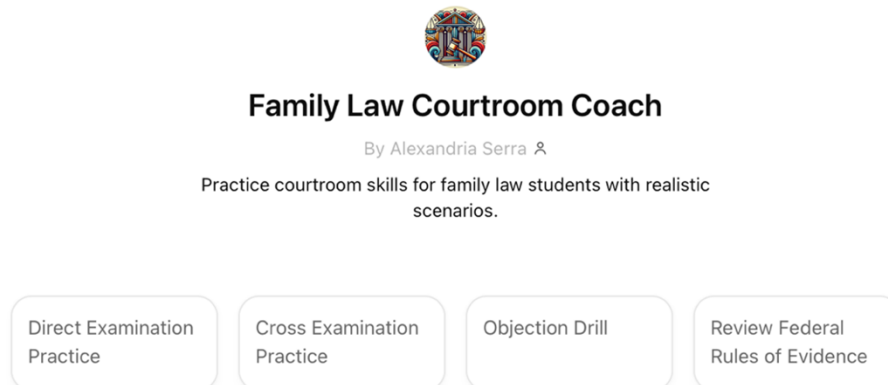 Family Law Courtroom Coach
By Alexandria Serra
Practice courtroom skills for family law students with realistic
scenarios.
Direct Examination
Practice
Cross Examination
Practice
Objection Drill
Review Federal
Rules of Evidence